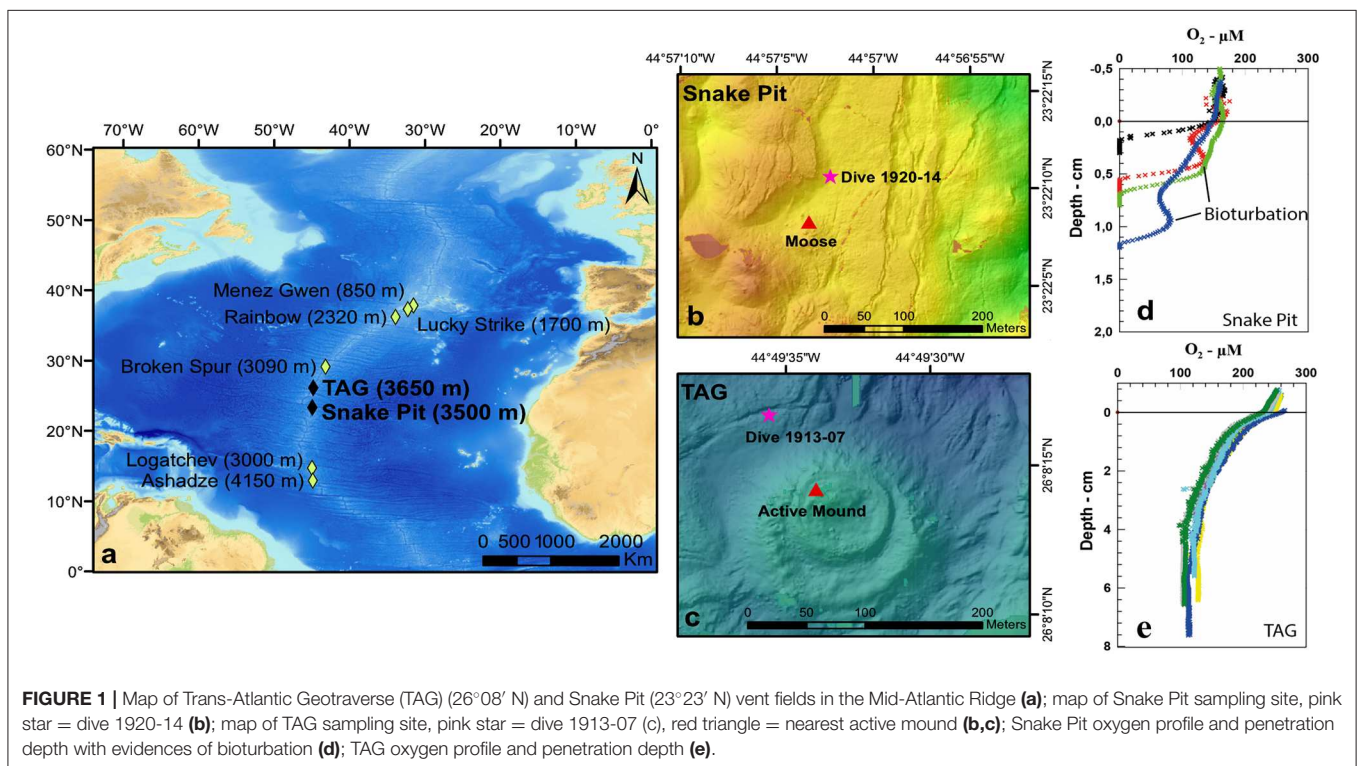 70°W 60°W 50°W 40°W 30°W 20°W 10°W 0°
60°N
50°N
40°N
30°N
20°N
10°N
0°
N
Menez Gwen (850 m)
Rainbow (2320 m)
Lucky Strike (1700 m)
Broken Spur (3090 m)
TAG (3650 m)
Snake Pit (3500 m)
Logatchev (3000 m)
Ashadze (4150 m)
0 500 1000 2000
Km
a
44°57'10"W 44°57'5"W 44°57'W 44°56'55"W
Snake Pit
23°22'15"N
23°22'10"N
23°22'5"N
Dive 1920-14
Moose
0 50 100 200
Meters
b
44°49'35"W 44°49'30"W
TAG
Dive 1913-07
26°8'15"N
Active Mound
26°8'10"N
0 50 100 200
Meters
c
O2 - µM
0 100 200 300
-0,5
0,0
0,5
1,0
1,5
2,0
Depth - cm
Bioturbation
d
Snake Pit
O2 - µM
0 100 200 300
0
2
4
6
8
Depth - cm
e
TAG
FIGURE 1 | Map of Trans-Atlantic Geotraverse (TAG) (26°08′ N) and Snake Pit (23°23′ N) vent fields in the Mid-Atlantic Ridge (a); map of Snake Pit sampling site, pink
star = dive 1920-14 (b); map of TAG sampling site, pink star = dive 1913-07 (c), red triangle = nearest active mound (b,c); Snake Pit oxygen profile and penetration
depth with evidences of bioturbation (d); TAG oxygen profile and penetration depth (e).